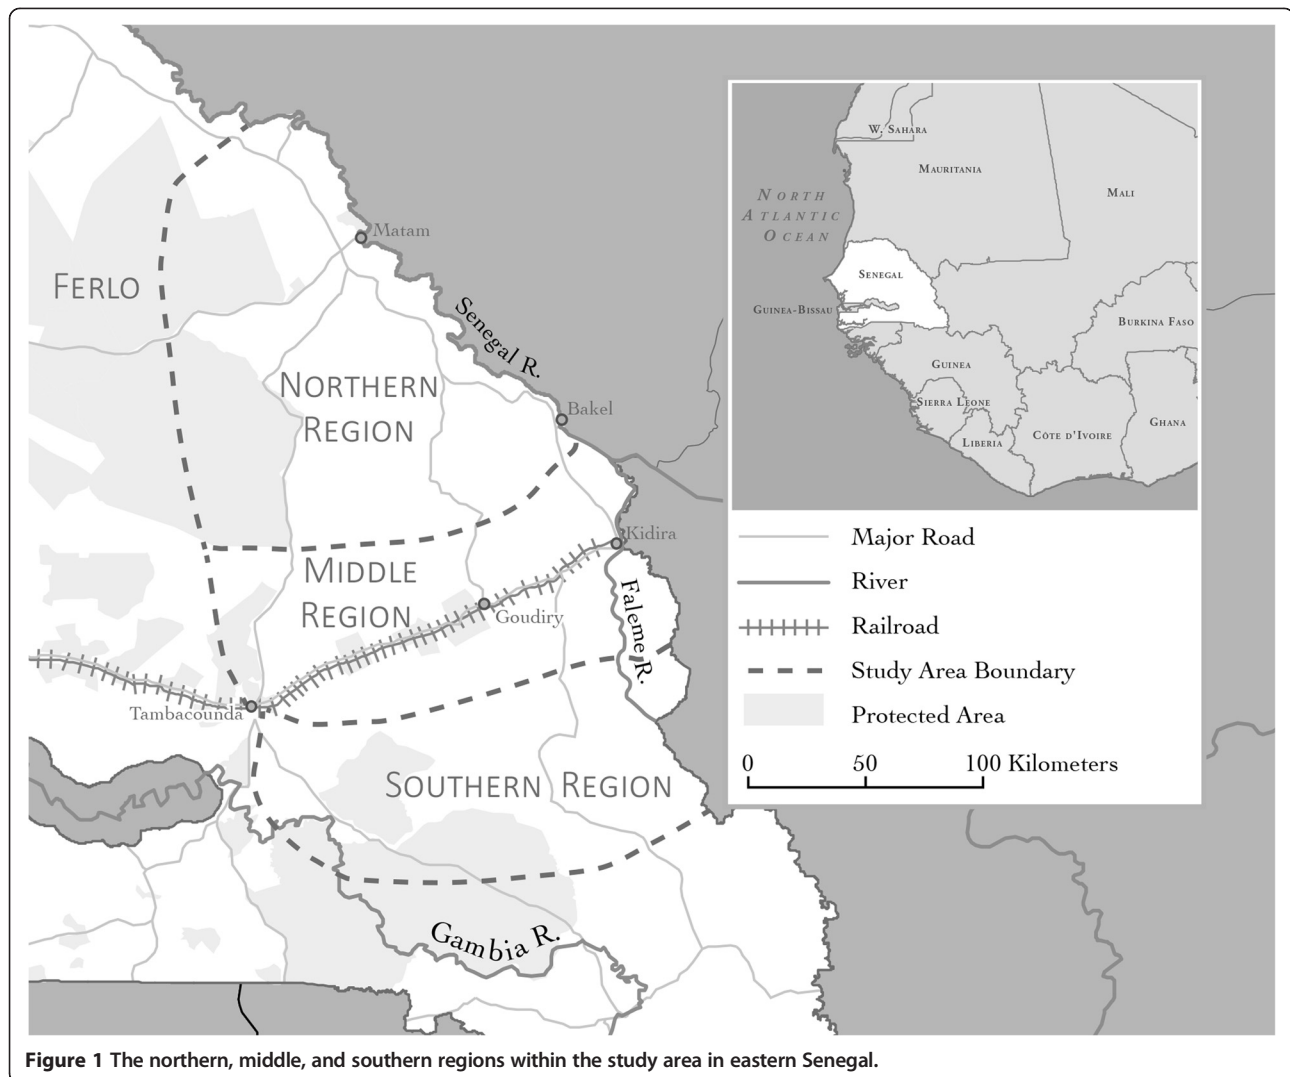 Matam
FERLO
Senegal R.
NORTHERN
REGION
Bakel
Kidira
MIDDLE
REGION
Goudiry
Faleme R.
Tambacounda
SOUTHERN REGION
Gambia R.
W. SAHARA
MAURITANIA
MALI
NORTH
ATLANTIC
OCEAN
SENEGAL
GUINEA-BISSAU
BURKINA FASO
GUINEA
SIERRA LEONE
LIBERIA
CÔTE D'IVOIRE
GHANA
Major Road
River
Railroad
Study Area Boundary
Protected Area
0 50 100 Kilometers
Figure 1 The northern, middle, and southern regions within the study area in eastern Senegal.